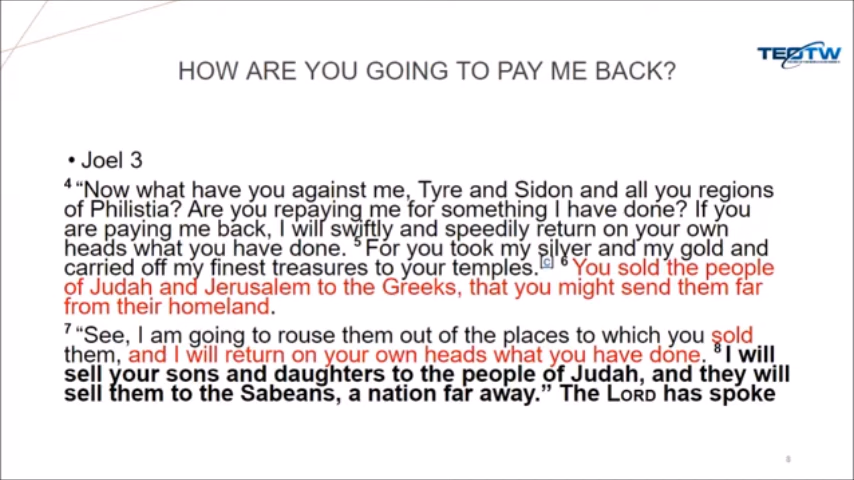 TEOTW
HOW ARE YOU GOING TO PAY ME BACK?
• Joel 3
4 “Now what have you against me, Tyre and Sidon and all you regions
of Philistia? Are you repaying me for something I have done? If you
are paying me back, I will swiftly and speedily return on your own
heads what you have done. 5 For you took my silver and my gold and
carried off my finest treasures to your temples.[c] 6 You sold the people
of Judah and Jerusalem to the Greeks, that you might send them far
from their homeland.
7 “See, I am going to rouse them out of the places to which you sold
them, and I will return on your own heads what you have done. 8 I will
sell your sons and daughters to the people of Judah, and they will
sell them to the Sabeans, a nation far away.” The LORD has spoke
8